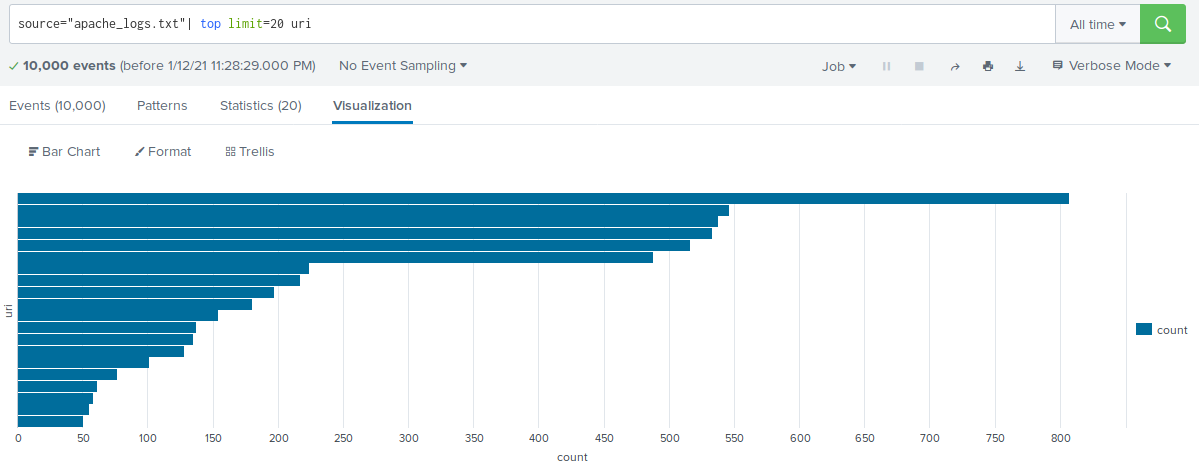 source="apache_logs.txt"| top limit=20 uri
All time
10,000 events (before 1/12/21 11:28:29.000 PM)
No Event Sampling
Job
Verbose Mode
Events (10,000)
Patterns
Statistics (20)
Visualization
Bar Chart
Format
Trellis
uri
count
0 50 100 150 200 250 300 350 400 450 500 550 600 650 700 750 800
count